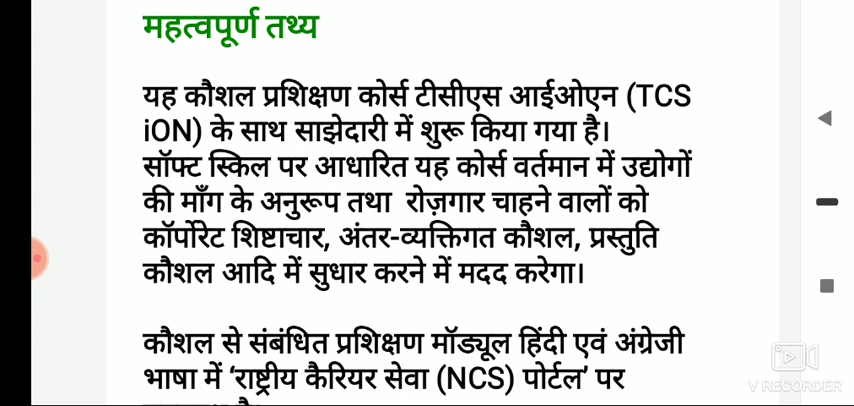 महत्वपूर्ण तथ्य
यह कौशल प्रशिक्षण कोर्स टीसीएस आईओएन (TCS
iON) के साथ साझेदारी में शुरू किया गया है।
सॉफ्ट स्किल पर आधारित यह कोर्स वर्तमान में उद्योगों
की माँग के अनुरूप तथा रोज़गार चाहने वालों को
कॉर्पोरेट शिष्टाचार, अंतर-व्यक्तिगत कौशल, प्रस्तुति
कौशल आदि में सुधार करने में मदद करेगा।
कौशल से संबंधित प्रशिक्षण मॉड्यूल हिंदी एवं अंग्रेजी
भाषा में ‘राष्ट्रीय कैरियर सेवा (NCS) पोर्टल’ पर
V RECORDER